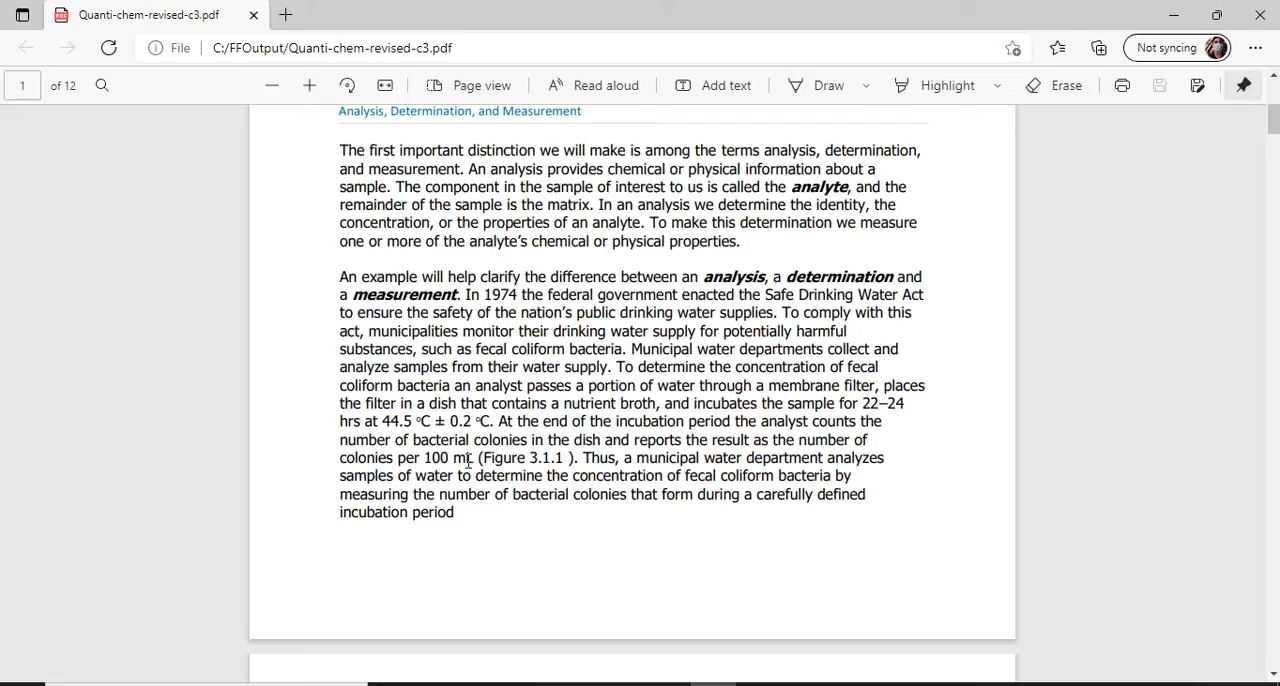 Quanti-chem-revised-c3.pdf
File C:/FFOutput/Quanti-chem-revised-c3.pdf Not syncing
1 of 12 Page view Read aloud Add text Draw Highlight Erase
Analysis, Determination, and Measurement
The first important distinction we will make is among the terms analysis, determination,
and measurement. An analysis provides chemical or physical information about a
sample. The component in the sample of interest to us is called the analyte, and the
remainder of the sample is the matrix. In an analysis we determine the identity, the
concentration, or the properties of an analyte. To make this determination we measure
one or more of the analyte’s chemical or physical properties.
An example will help clarify the difference between an analysis, a determination and
a measurement. In 1974 the federal government enacted the Safe Drinking Water Act
to ensure the safety of the nation’s public drinking water supplies. To comply with this
act, municipalities monitor their drinking water supply for potentially harmful
substances, such as fecal coliform bacteria. Municipal water departments collect and
analyze samples from their water supply. To determine the concentration of fecal
coliform bacteria an analyst passes a portion of water through a membrane filter, places
the filter in a dish that contains a nutrient broth, and incubates the sample for 22–24
hrs at 44.5 °C ± 0.2 °C. At the end of the incubation period the analyst counts the
number of bacterial colonies in the dish and reports the result as the number of
colonies per 100 mL (Figure 3.1.1 ). Thus, a municipal water department analyzes
samples of water to determine the concentration of fecal coliform bacteria by
measuring the number of bacterial colonies that form during a carefully defined
incubation period